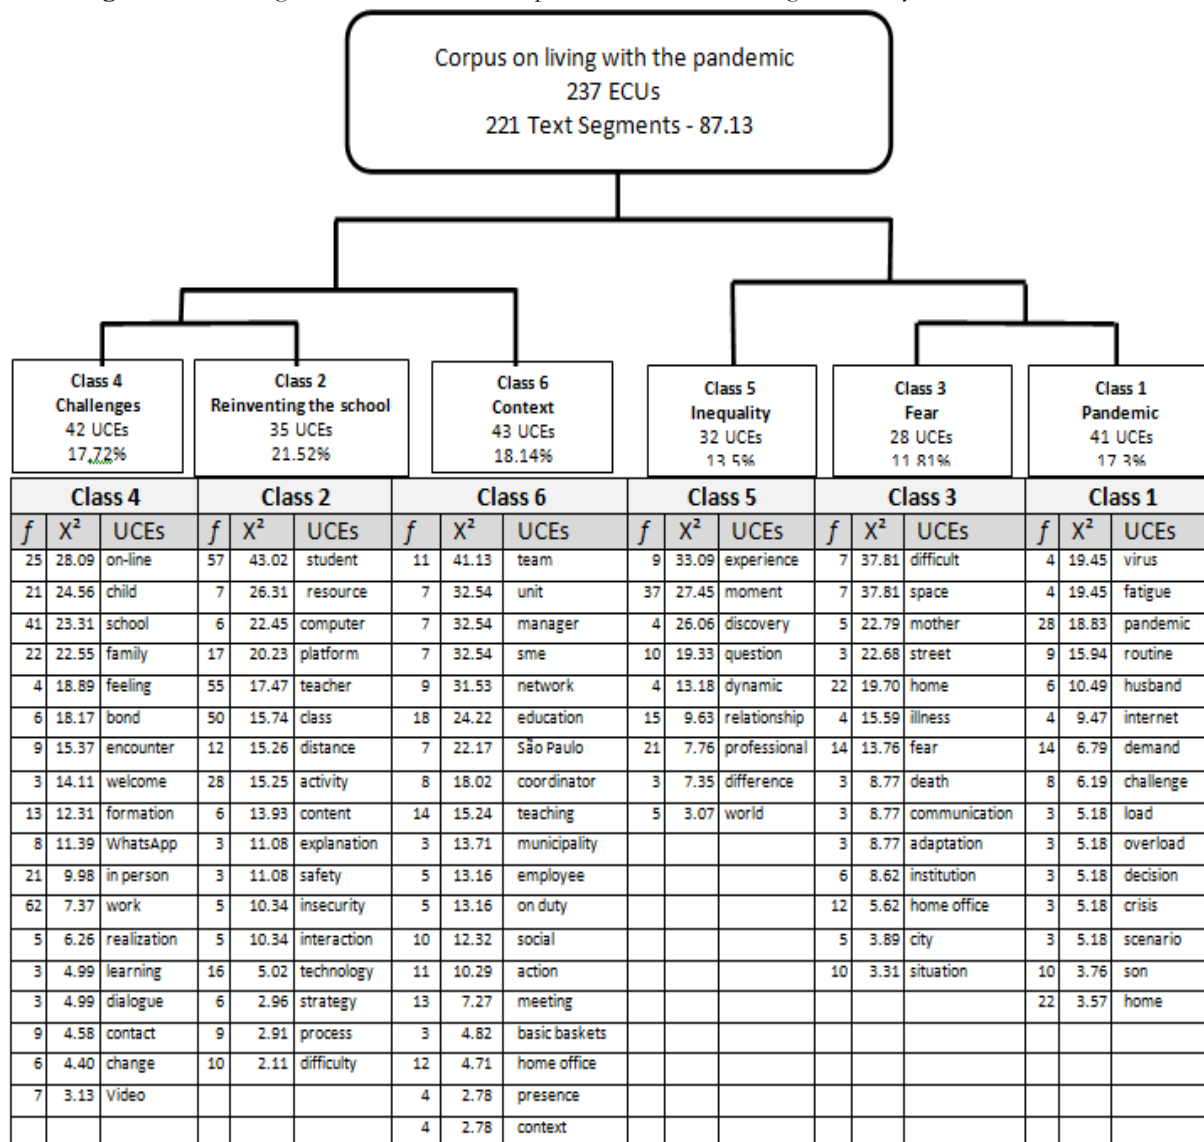 Corpus on living with the pandemic
237 ECUs
221 Text Segments - 87.13
Class 4
Challenges
42 UCEs
17,72%
Class 2
Reinventing the school
35 UCEs
21.52%
Class 6
Context
43 UCEs
18.14%
Class 5
Inequality
32 UCEs
13.5%
Class 3
Fear
28 UCEs
11.81%
Class 1
Pandemic
41 UCEs
17.3%
Class 4 Class 2 Class 6 Class 5 Class 3 Class 1
f X² UCEs f X² UCEs f X² UCEs f X² UCEs f X² UCEs f X² UCEs
25 28.09 on-line 57 43.02 student 11 41.13 team 9 33.09 experience 7 37.81 difficult 4 19.45 virus
21 24.56 child 7 26.31 resource 7 32.54 unit 37 27.45 moment 7 37.81 space 4 19.45 fatigue
41 23.31 school 6 22.45 computer 7 32.54 manager 4 26.06 discovery 5 22.79 mother 28 18.83 pandemic
22 22.55 family 17 20.23 platform 7 32.54 sme 10 19.33 question 3 22.68 street 9 15.94 routine
4 18.89 feeling 55 17.47 teacher 9 31.53 network 4 13.18 dynamic 22 19.70 home 6 10.49 husband
6 18.17 bond 50 15.74 class 18 24.22 education 15 9.63 relationship 4 15.59 illness 4 9.47 internet
9 15.37 encounter 12 15.26 distance 7 22.17 São Paulo 21 7.76 professional 14 13.76 fear 14 6.79 demand
3 14.11 welcome 28 15.25 activity 8 18.02 coordinator 3 7.35 difference 3 8.77 death 8 6.19 challenge
13 12.31 formation 6 13.93 content 14 15.24 teaching 5 3.07 world 3 8.77 communication 3 5.18 load
8 11.39 WhatsApp 3 11.08 explanation 3 13.71 municipality 3 8.77 adaptation 3 5.18 overload
21 9.98 in person 3 11.08 safety 5 13.16 employee 6 8.62 institution 3 5.18 decision
62 7.37 work 5 10.34 insecurity 5 13.16 on duty 12 5.62 home office 3 5.18 crisis
5 6.26 realization 5 10.34 interaction 10 12.32 social 5 3.89 city 3 5.18 scenario
3 4.99 learning 16 5.02 technology 11 10.29 action 10 3.31 situation 10 3.76 son
3 4.99 dialogue 6 2.96 strategy 13 7.27 meeting 22 3.57 home
9 4.58 contact 9 2.91 process 3 4.82 basic baskets
6 4.40 change 10 2.11 difficulty 12 4.71 home office
7 3.13 Video 4 2.78 presence
4 2.78 context